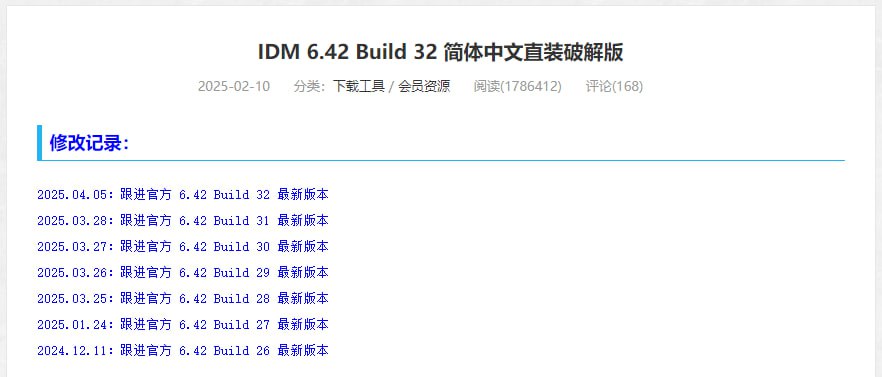 IDM 6.42 Build 32 简体中文直装破解版
2025-02-10 分类：下载工具 / 会员资源 阅读(1786412) 评论(168)
修改记录：
2025.04.05：跟进官方 6.42 Build 32 最新版本
2025.03.28：跟进官方 6.42 Build 31 最新版本
2025.03.27：跟进官方 6.42 Build 30 最新版本
2025.03.26：跟进官方 6.42 Build 29 最新版本
2025.03.25：跟进官方 6.42 Build 28 最新版本
2025.01.24：跟进官方 6.42 Build 27 最新版本
2024.12.11：跟进官方 6.42 Build 26 最新版本